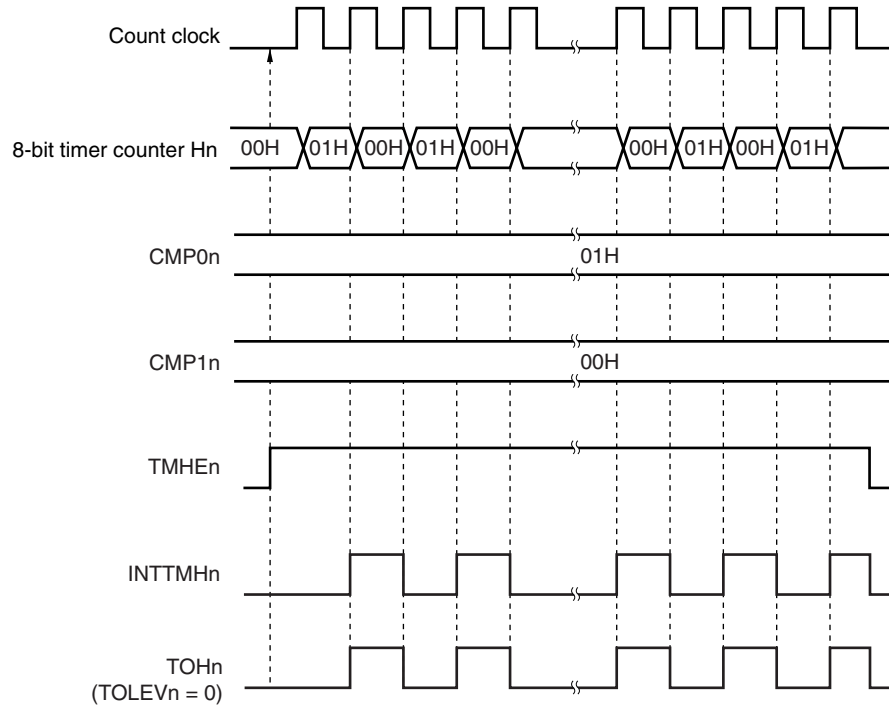 Count clock
8-bit timer counter Hn
00H 01H 00H 01H 00H 00H 01H 00H 01H
CMP0n
01H
CMP1n
00H
TMHEn
INTTMHn
TOHn
(TOLEVn = 0)